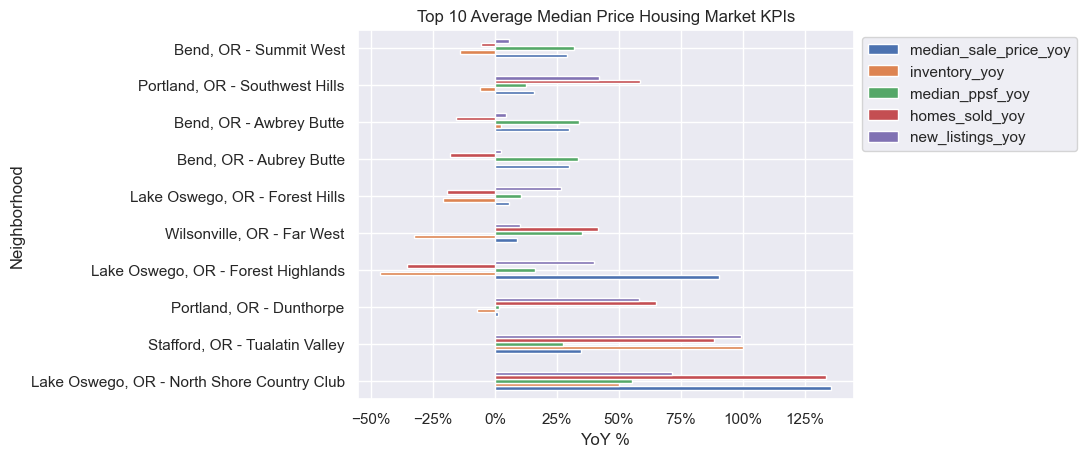 Top 10 Average Median Price Housing Market KPIs
Neighborhood
Bend, OR - Summit West
Portland, OR - Southwest Hills
Bend, OR - Awbrey Butte
Bend, OR - Aubrey Butte
Lake Oswego, OR - Forest Hills
Wilsonville, OR - Far West
Lake Oswego, OR - Forest Highlands
Portland, OR - Dunthorpe
Stafford, OR - Tualatin Valley
Lake Oswego, OR - North Shore Country Club
−50% −25% 0% 25% 50% 75% 100% 125%
YoY %
median_sale_price_yoy
inventory_yoy
median_ppsf_yoy
homes_sold_yoy
new_listings_yoy